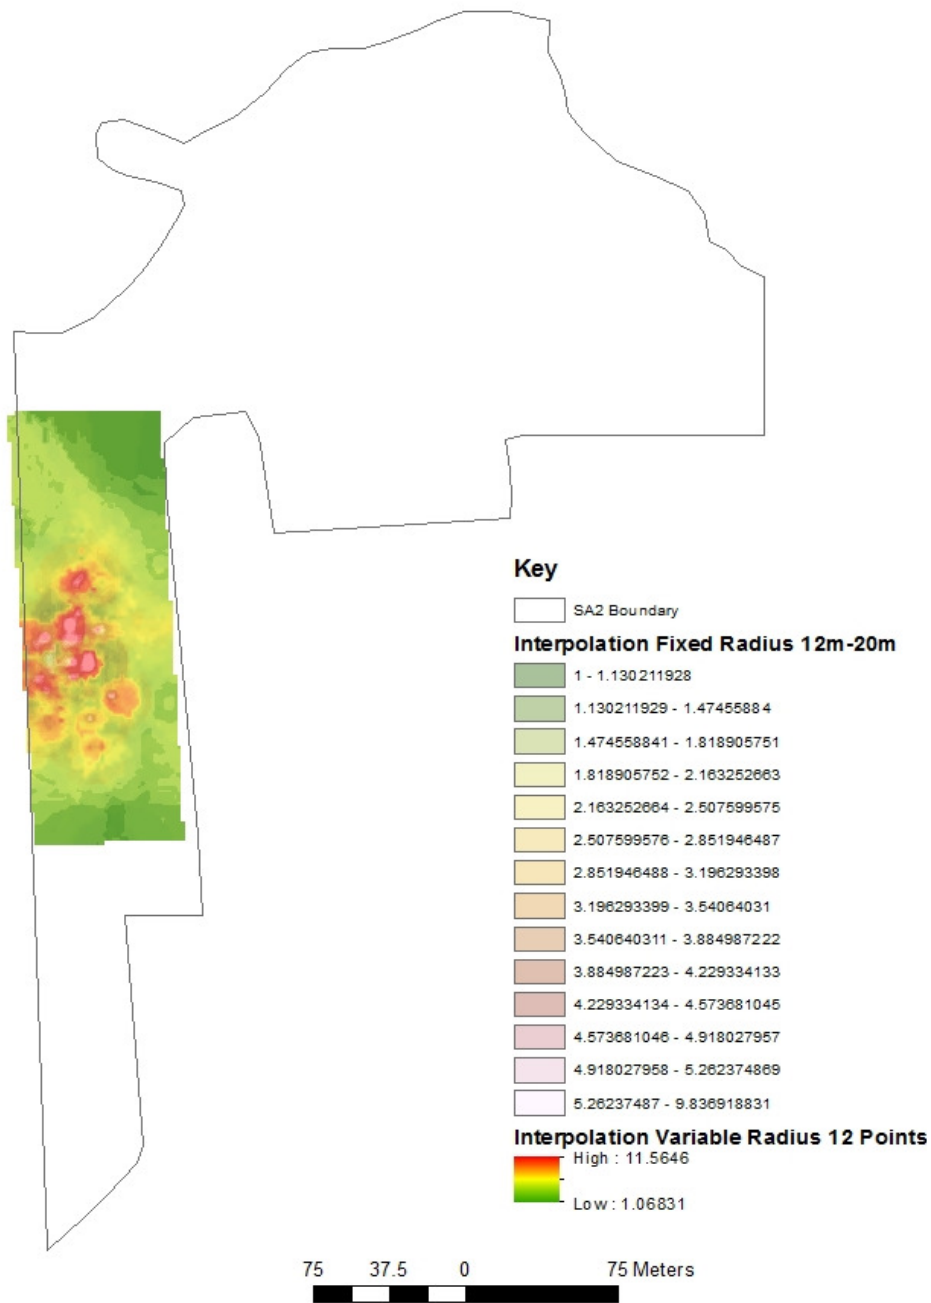 Key
SA2 Boundary
Interpolation Fixed Radius 12m-20m
1 - 1.130211928
1.130211929 - 1.47455884
1.474558841 - 1.818905751
1.818905752 - 2.163252663
2.163252664 - 2.507599575
2.507599576 - 2.851946487
2.851946488 - 3.196293398
3.196293399 - 3.54064031
3.540640311 - 3.884987222
3.884987223 - 4.229334133
4.229334134 - 4.573681045
4.573681046 - 4.918027957
4.918027958 - 5.262374869
5.26237487 - 9.836918831
Interpolation Variable Radius 12 Points
High : 11.5646
Low : 1.06831
75 37.5 0 75 Meters